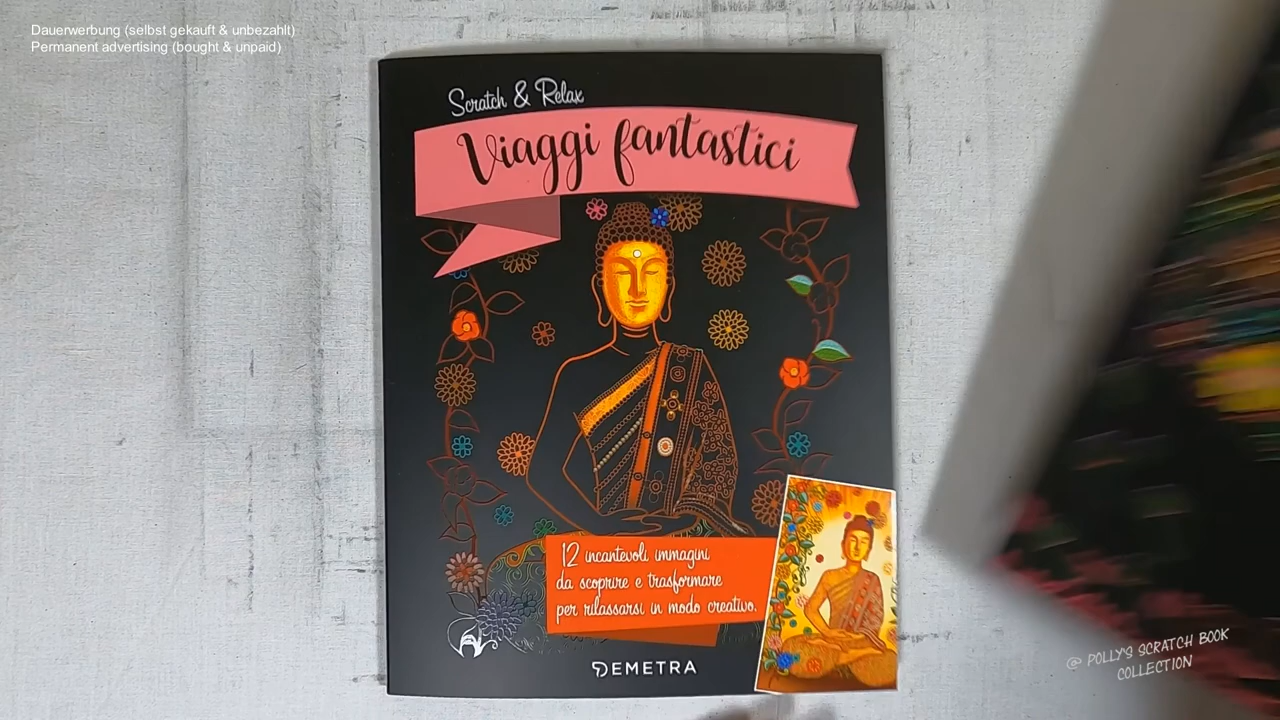 Dauerwerbung (selbst gekauft & unbezahlt)
Permanent advertising (bought & unpaid)
Scratch & Relax
Viaggi fantastici
12 incantevoli immagini
da scoprire e trasformare
per rilassarsi in modo creativo.
DEMETRA
@ POLLY'S SCRATCH BOOK
COLLECTION